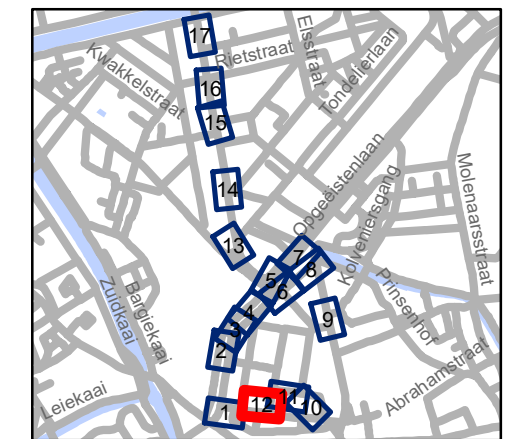 17
Elsstraat
Rietstraat
Tondelierlaan
Kwakkelstraat
16
15
Opgeëistenlaan
Molenaarsstraat
14
Kolveniersgang
13
7
8
5
6
Zuidkaai
Bargiekaai
Prinsenhof
4
3
9
2
Abrahamstraat
Leiekaai
1
12
11
10